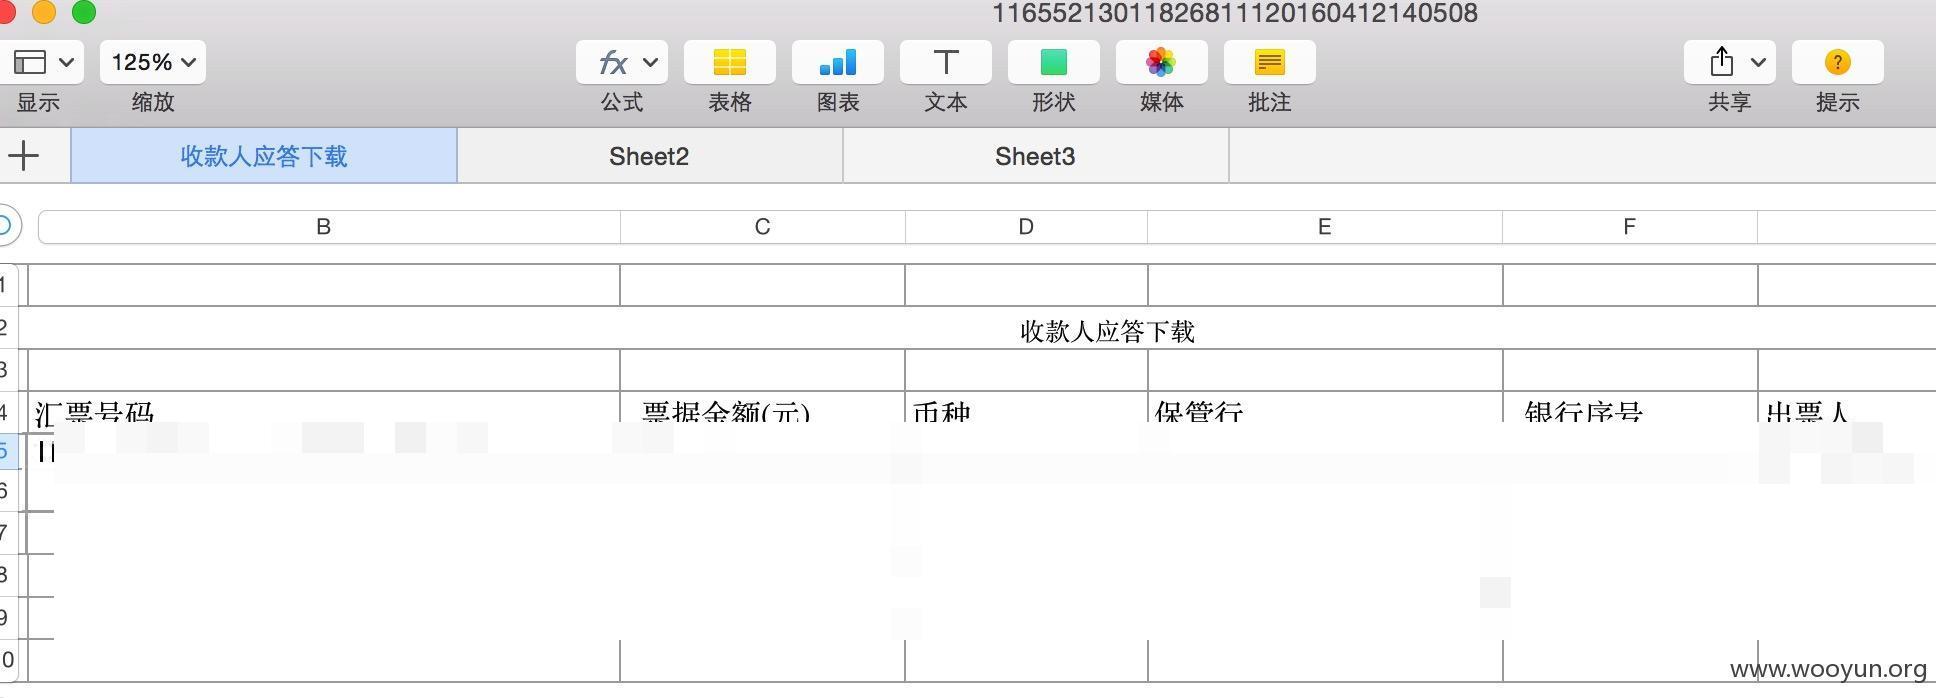 11655213011826811120160412140508
125%
显示 缩放 公式 表格 图表 文本 形状 媒体 批注 共享 提示
收款人应答下载 Sheet2 Sheet3
B C D E F
1
2 收款人应答下载
3
4 汇票号码 票据金额(元) 币种 保管行 银行序号 出票人
5
6
7
8
9
0
www.wooyun.org